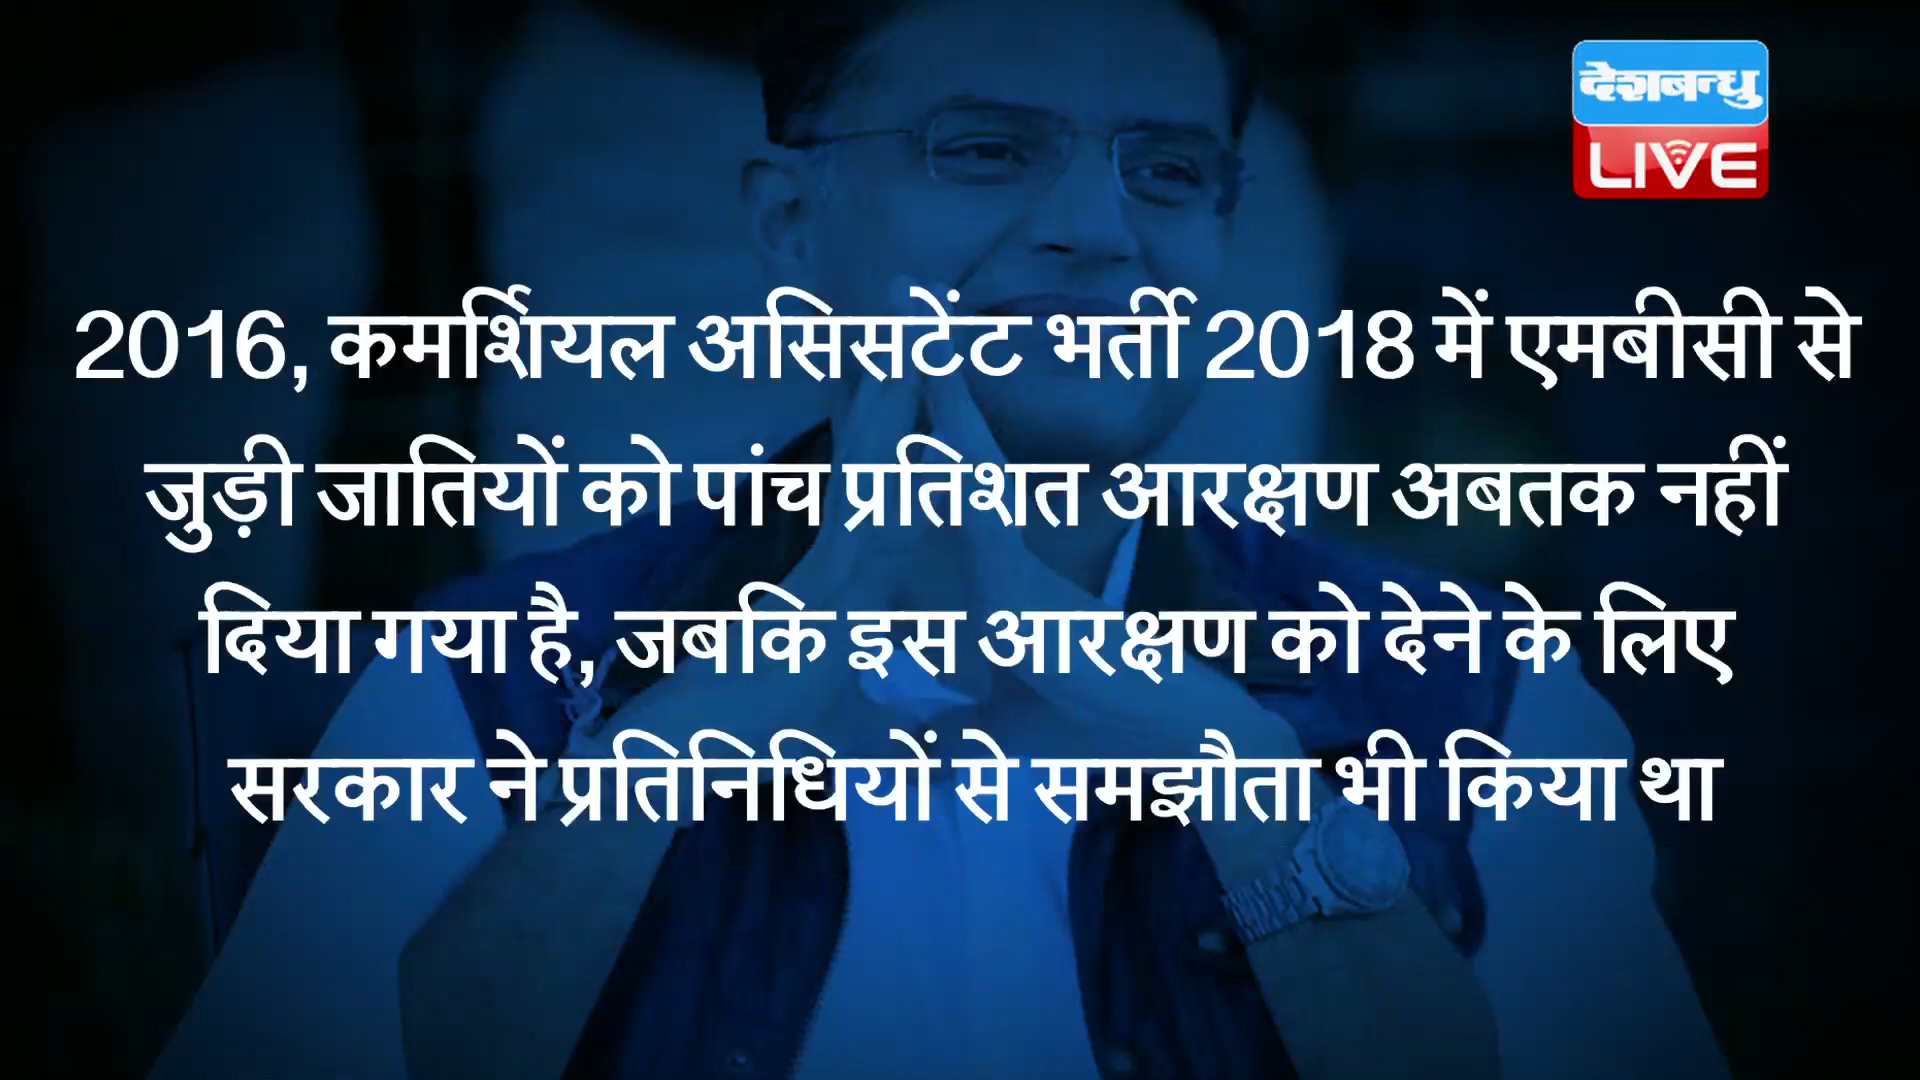 देशबन्धु
LIVE
2016, कमर्शियल असिसटेंट भर्ती 2018 में एमबीसी से
जुड़ी जातियों को पांच प्रतिशत आरक्षण अबतक नहीं
दिया गया है, जबकि इस आरक्षण को देने के लिए
सरकार ने प्रतिनिधियों से समझौता भी किया था